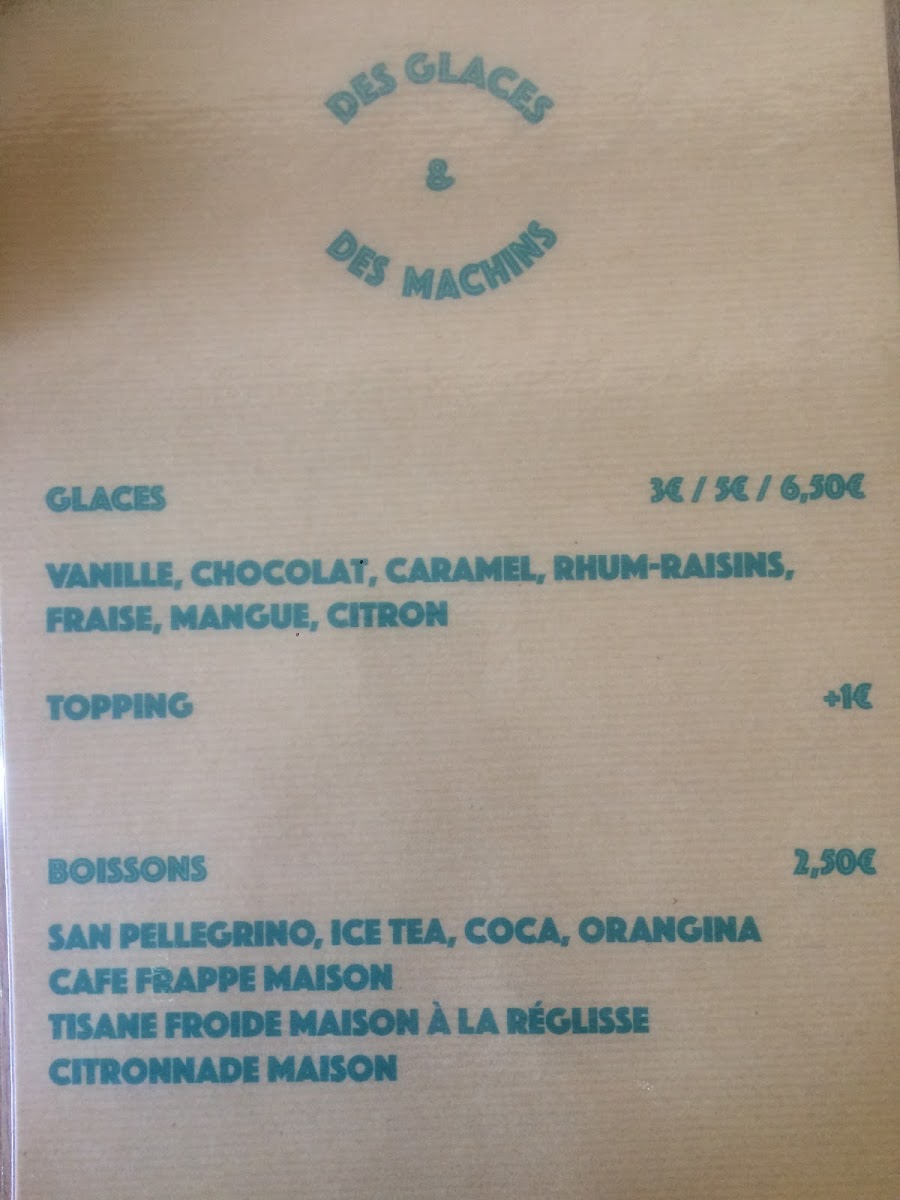 DES GLACES
&
DES MACHINS
GLACES 3€ / 5€ / 6,50€
VANILLE, CHOCOLAT, CARAMEL, RHUM-RAISINS,
FRAISE, MANGUE, CITRON
TOPPING +1€
BOISSONS 2,50€
SAN PELLEGRINO, ICE TEA, COCA, ORANGINA
CAFE FRAPPE MAISON
TISANE FROIDE MAISON À LA RÉGLISSE
CITRONNADE MAISON